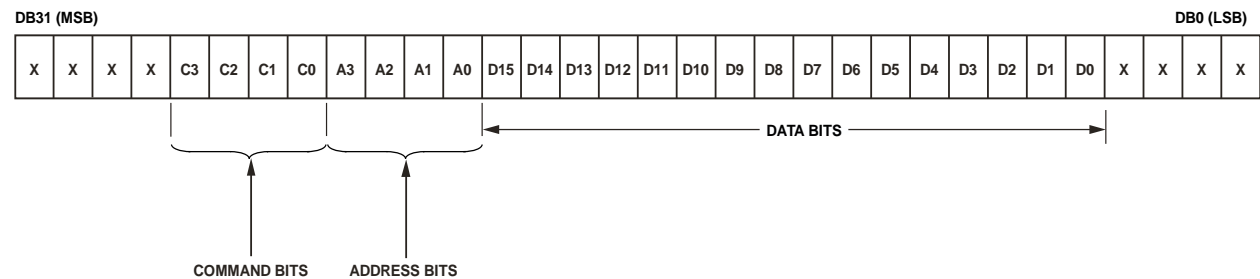 DB31 (MSB) DB0 (LSB)
X X X X C3 C2 C1 C0 A3 A2 A1 A0 D15 D14 D13 D12 D11 D10 D9 D8 D7 D6 D5 D4 D3 D2 D1 D0 X X X X
DATA BITS
COMMAND BITS ADDRESS BITS